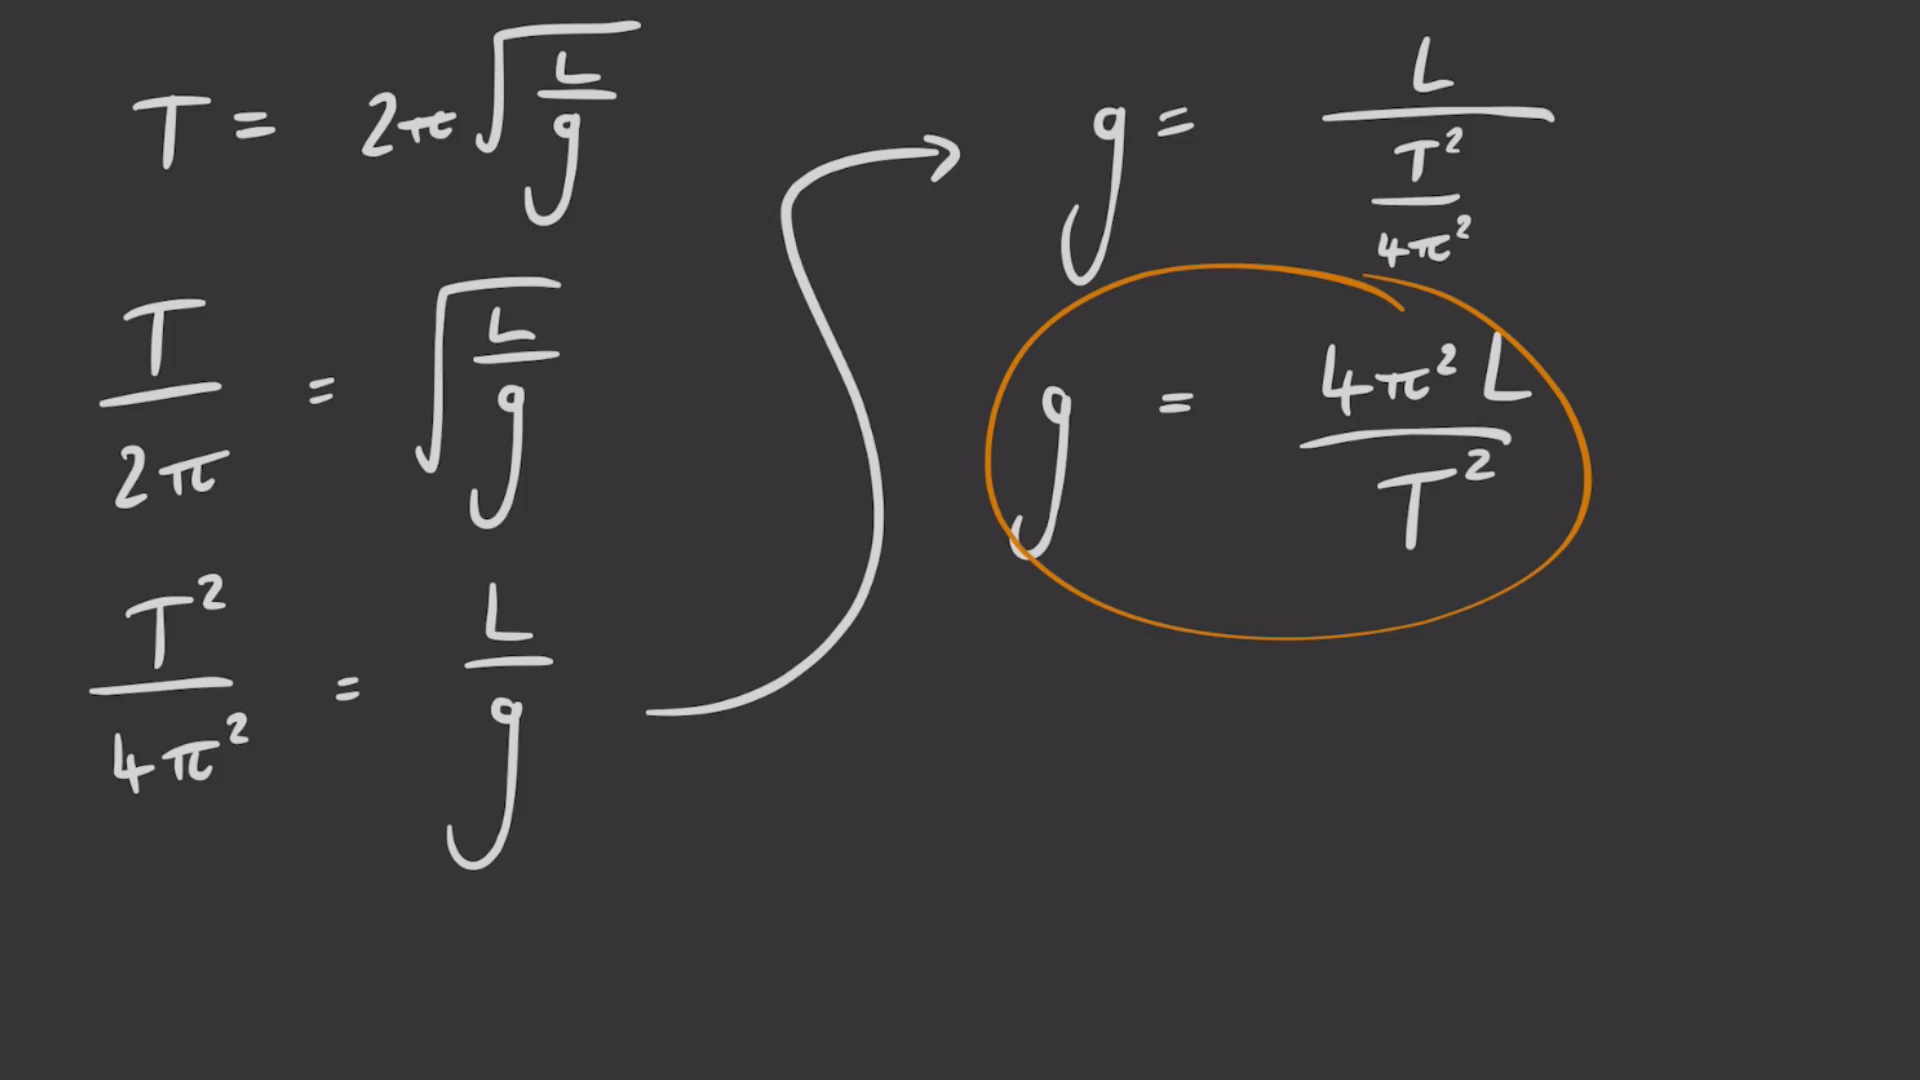 T = 2π√(L/g)
T/2π = √(L/g)
T²/4π² = L/g
g = L/(T²/4π²)
g = 4π²L/T²